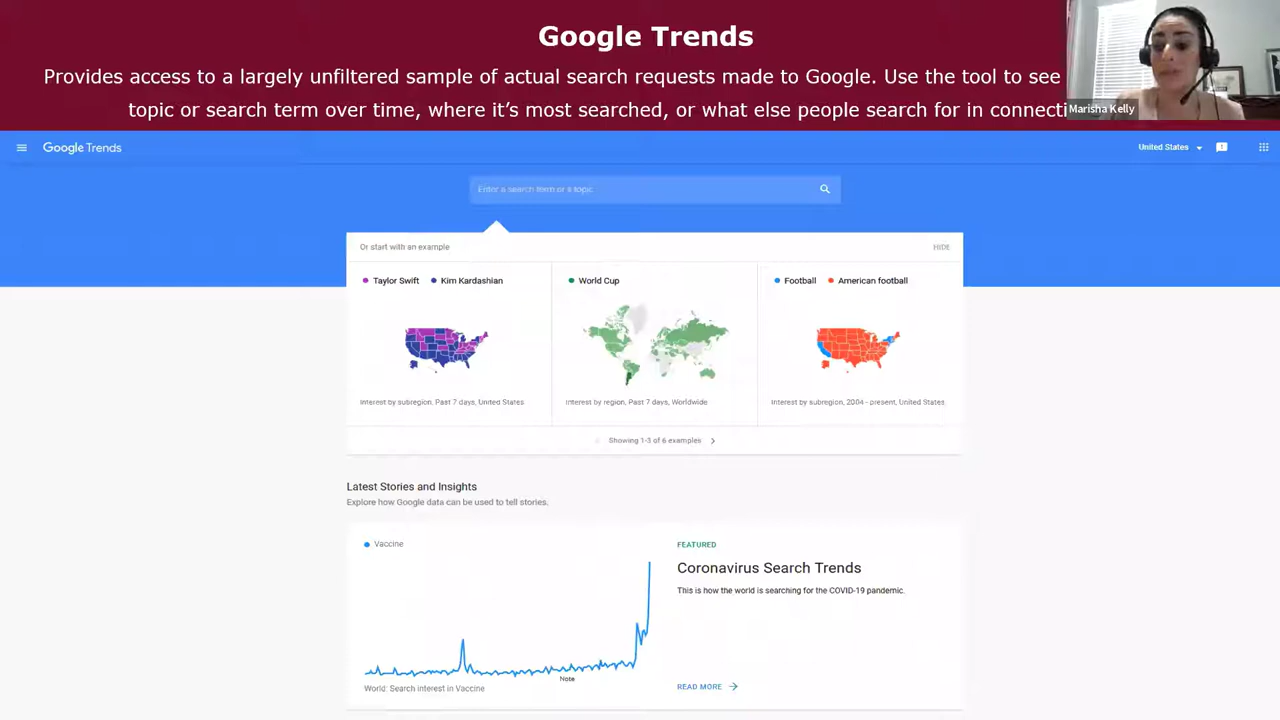 Google Trends
Provides access to a largely unfiltered sample of actual search requests made to Google. Use the tool to see
topic or search term over time, where it's most searched, or what else people search for in connecti
Marisha Kelly
Google Trends
United States
Enter a search term or a topic
Or start with an example
HIDE
Taylor Swift Kim Kardashian
World Cup
Football American football
Interest by subregion, Past 7 days, United States
Interest by region, Past 7 days, Worldwide
Interest by subregion, 2004 - present, United States
Showing 1-3 of 6 examples
Latest Stories and Insights
Explore how Google data can be used to tell stories.
Vaccine
Note
World: Search interest in Vaccine
FEATURED
Coronavirus Search Trends
This is how the world is searching for the COVID-19 pandemic.
READ MORE